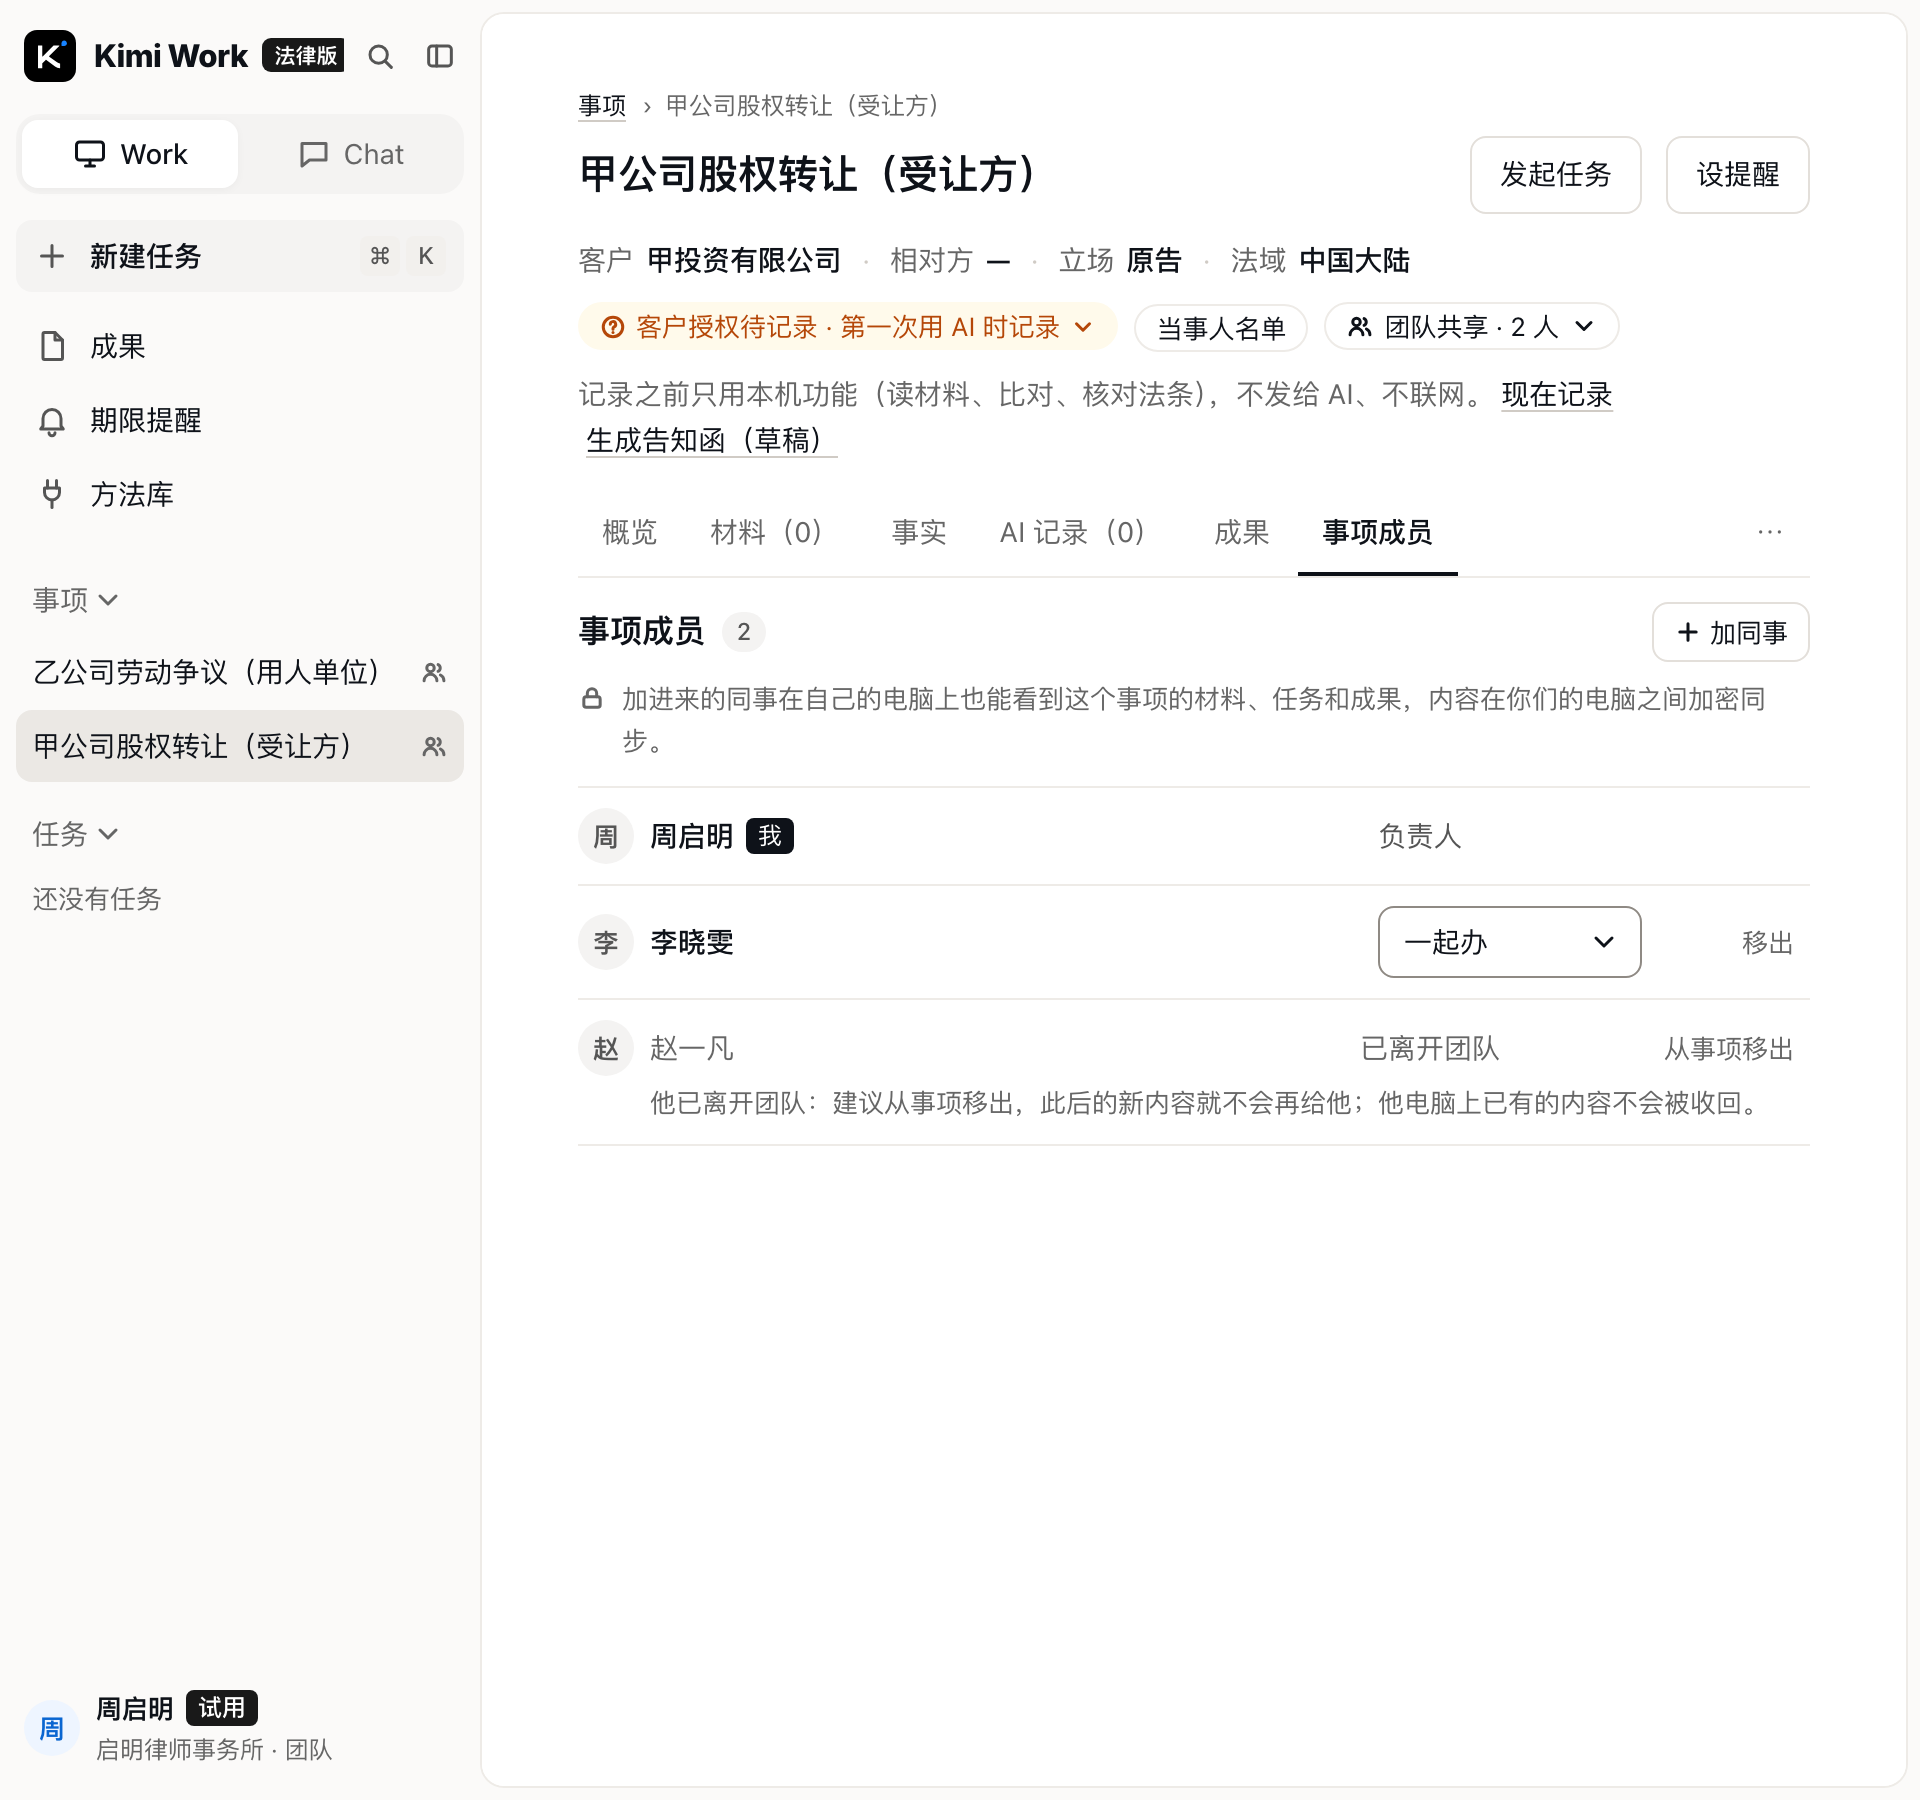 Kimi Work 法律版
Work
Chat
新建任务 ⌘ K
成果
期限提醒
方法库
事项
乙公司劳动争议（用人单位）
甲公司股权转让（受让方）
任务
还没有任务
周 周启明 试用
启明律师事务所 · 团队
事项 › 甲公司股权转让（受让方）
甲公司股权转让（受让方）
发起任务
设提醒
客户 甲投资有限公司 · 相对方 — · 立场 原告 · 法域 中国大陆
客户授权待记录 · 第一次用 AI 时记录
当事人名单
团队共享 · 2 人
记录之前只用本机功能（读材料、比对、核对法条），不发给 AI、不联网。 现在记录
生成告知函（草稿）
概览 材料（0） 事实 AI 记录（0） 成果 事项成员 ···
事项成员 2
+ 加同事
加进来的同事在自己的电脑上也能看到这个事项的材料、任务和成果，内容在你们的电脑之间加密同
步。
周 周启明 我 负责人
李 李晓雯 一起办 移出
赵 赵一凡 已离开团队 从事项移出
他已离开团队：建议从事项移出，此后的新内容就不会再给他；他电脑上已有的内容不会被收回。